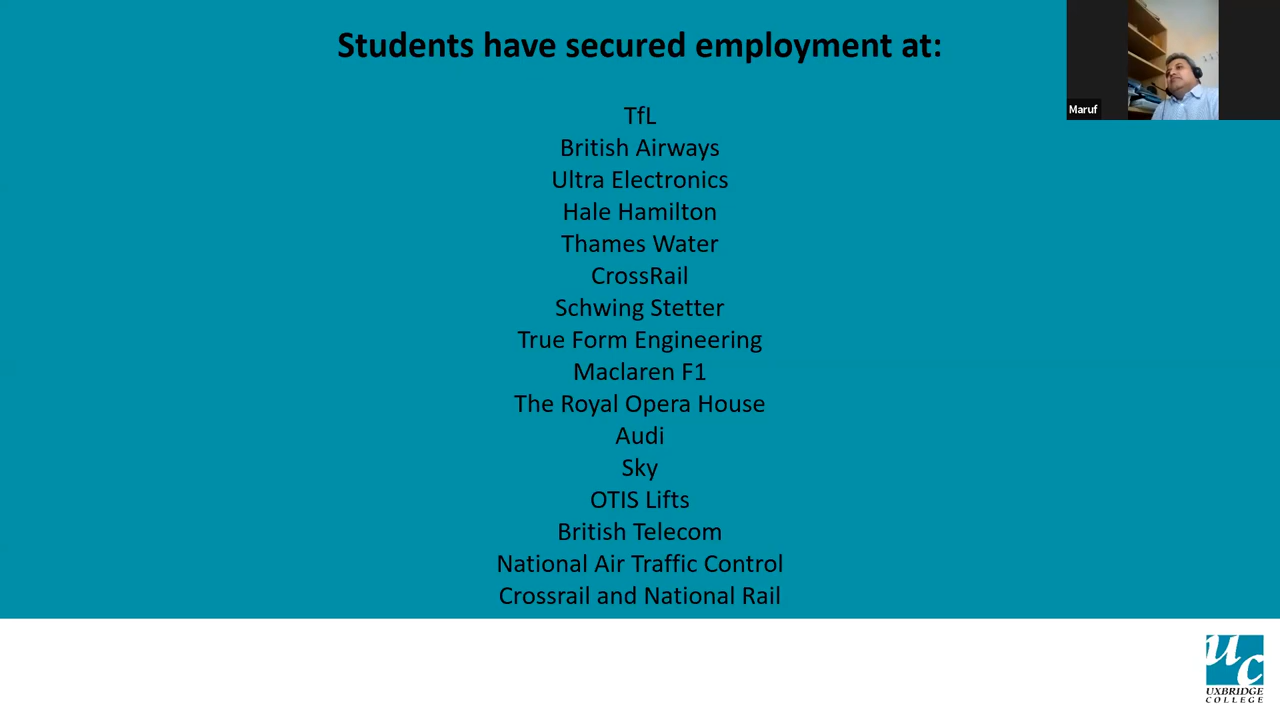 Students have secured employment at:
Maruf
TfL
British Airways
Ultra Electronics
Hale Hamilton
Thames Water
CrossRail
Schwing Stetter
True Form Engineering
Maclaren F1
The Royal Opera House
Audi
Sky
OTIS Lifts
British Telecom
National Air Traffic Control
Crossrail and National Rail
UC
UXBRIDGE
COLLEGE